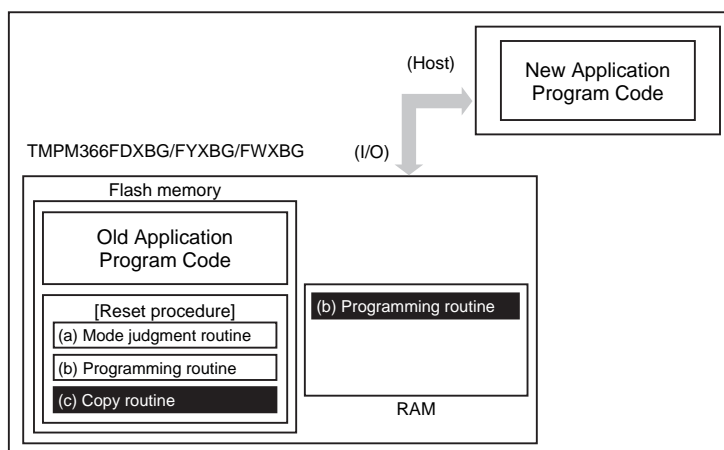 (Host)
New Application
Program Code
TMPM366FDXBG/FYXBG/FWXBG
(I/O)
Flash memory
Old Application
Program Code
[Reset procedure]
(a) Mode judgment routine
(b) Programming routine
(c) Copy routine
(b) Programming routine
RAM